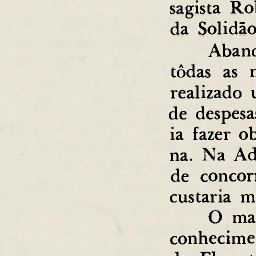 sagista Rob
da Solidão
Aband
tôdas as n
realizado u
de despesas
ia fazer ob
na. Na Ad
de concorr
custaria m
O ma
conhecime